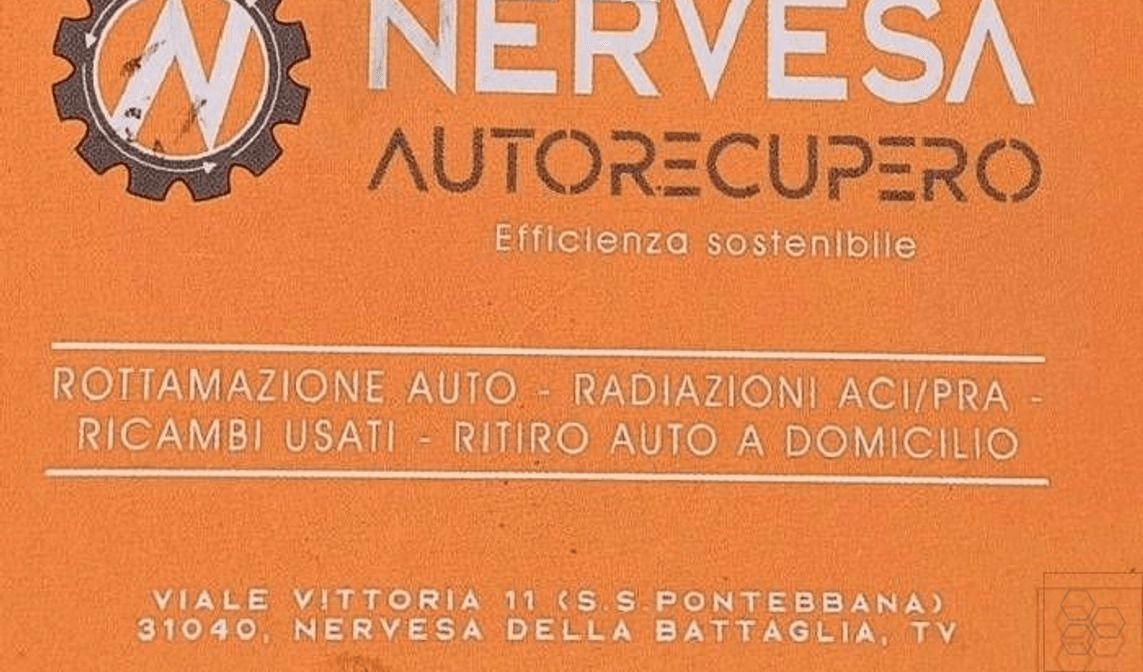 NERVESA
AUTORECUPERO
Efficienza sostenibile
ROTTAMAZIONE AUTO - RADIAZIONI ACI/PRA -
RICAMBI USATI - RITIRO AUTO A DOMICILIO
VIALE VITTORIA 11 (S.S.PONTEBBANA)
31040, NERVESA DELLA BATTAGLIA, TV